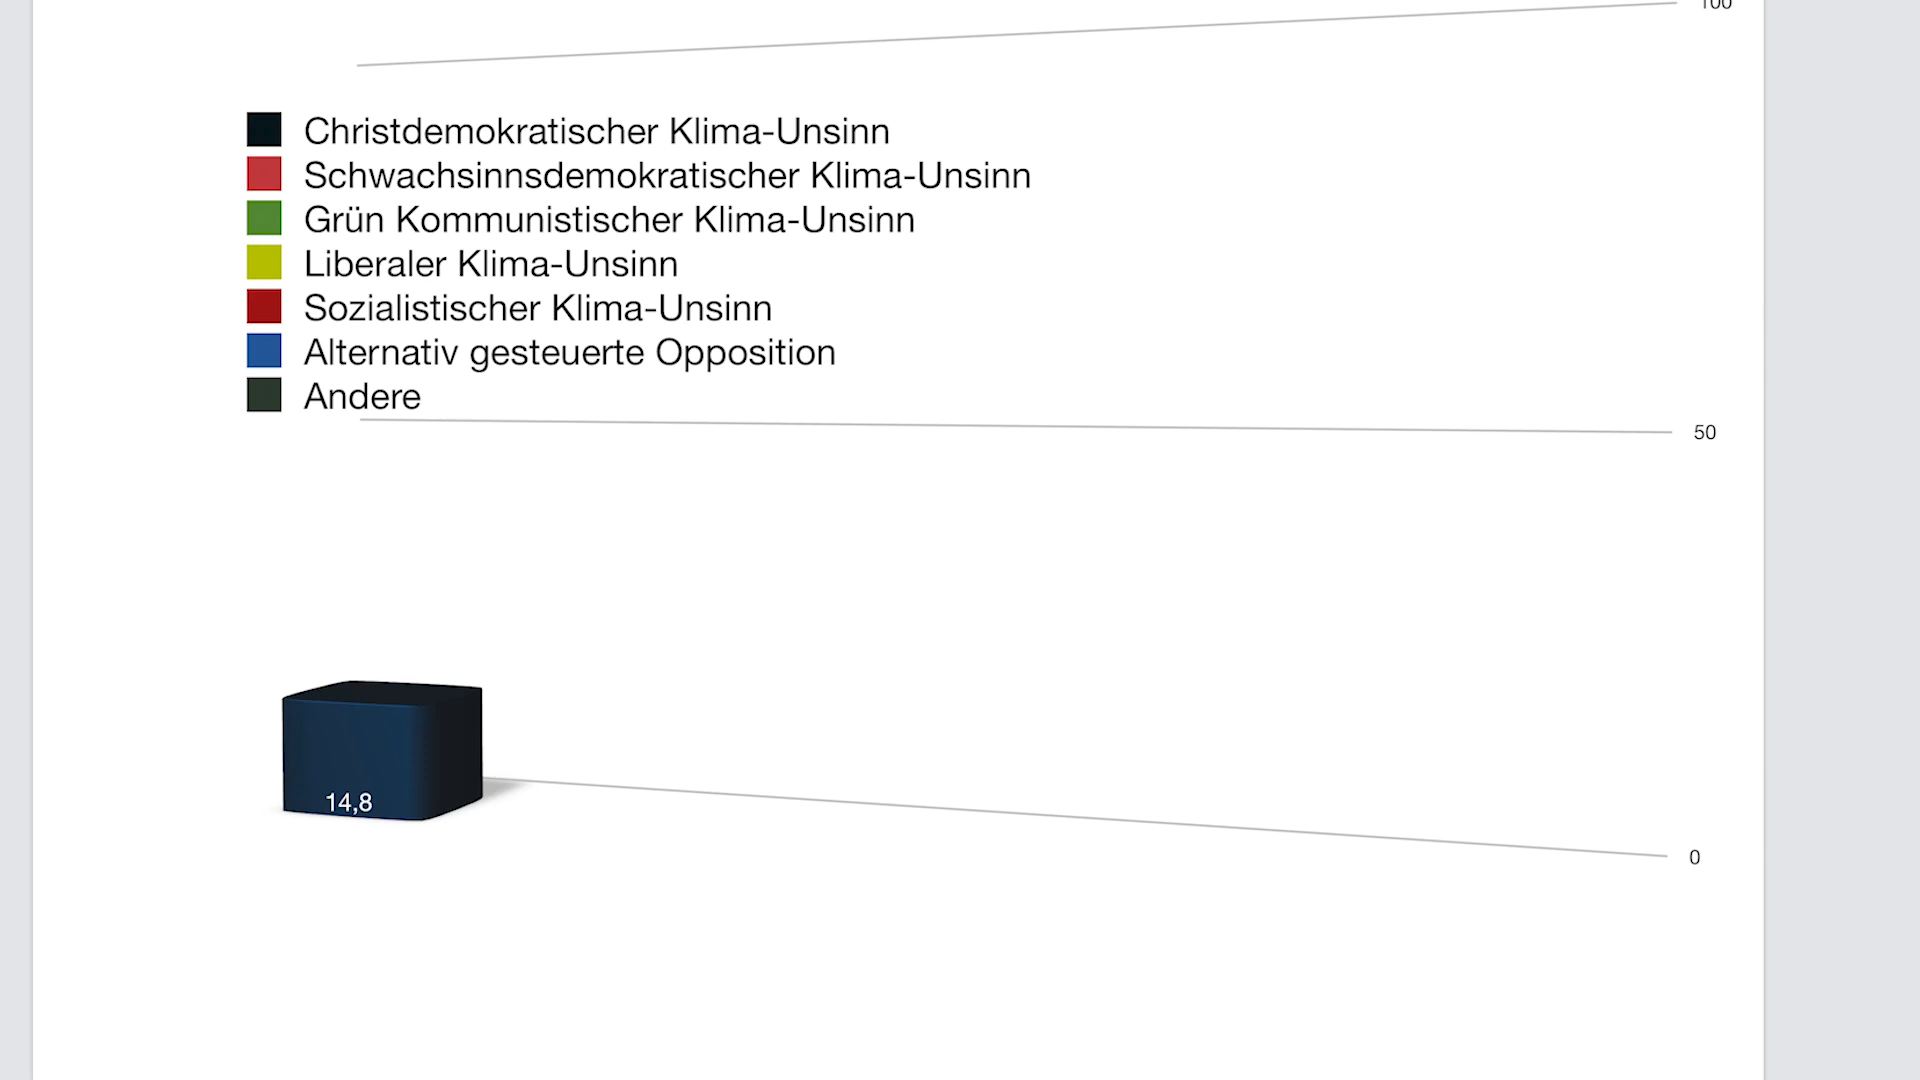 100
Christdemokratischer Klima-Unsinn
Schwachsinnsdemokratischer Klima-Unsinn
Grün Kommunistischer Klima-Unsinn
Liberaler Klima-Unsinn
Sozialistischer Klima-Unsinn
Alternativ gesteuerte Opposition
Andere
50
14,8
0